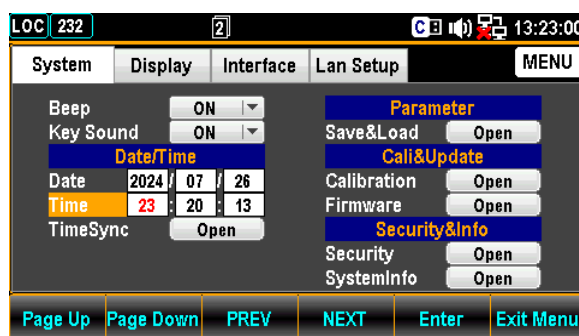 LOC 232 2 C 13:23:00
System Display Interface Lan Setup MENU
Beep ON
Key Sound ON
Date/Time
Date 2024 / 07 / 26
Time 23 : 20 : 13
TimeSync Open
Parameter
Save&Load Open
Cali&Update
Calibration Open
Firmware Open
Security&Info
Security Open
SystemInfo Open
Page Up Page Down PREV NEXT Enter Exit Menu